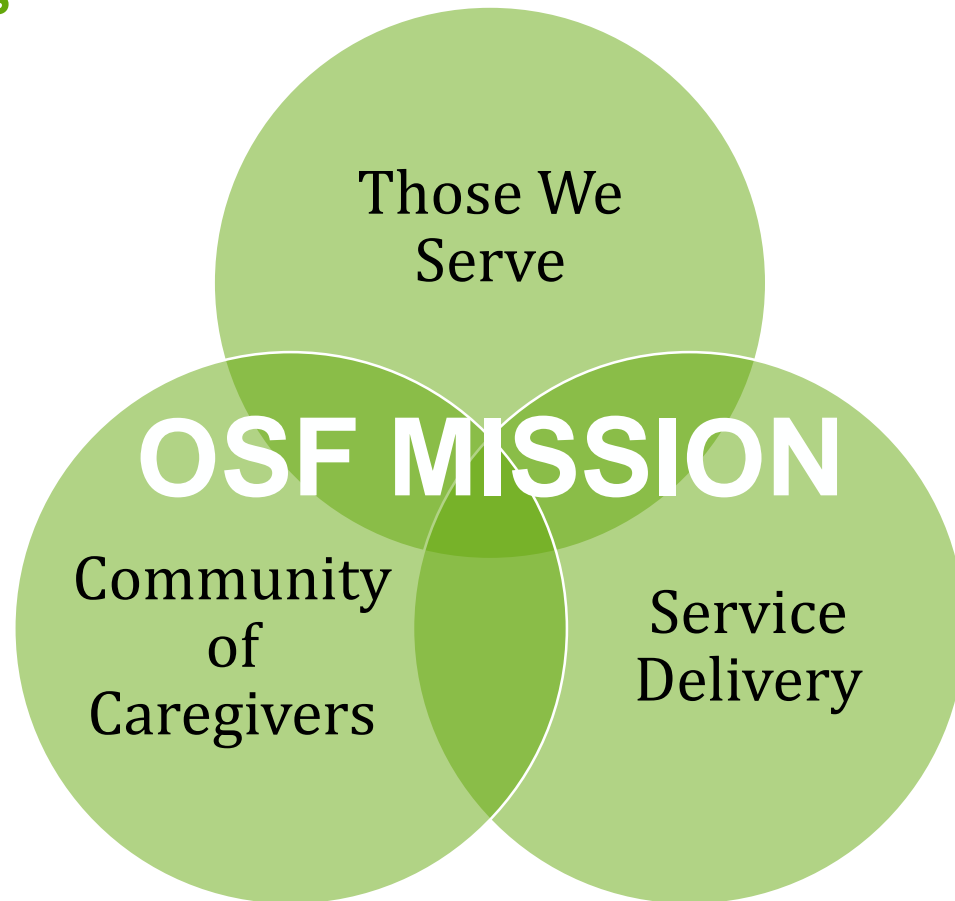 Those We
Serve
OSF MISSION
Community
of
Caregivers
Service
Delivery